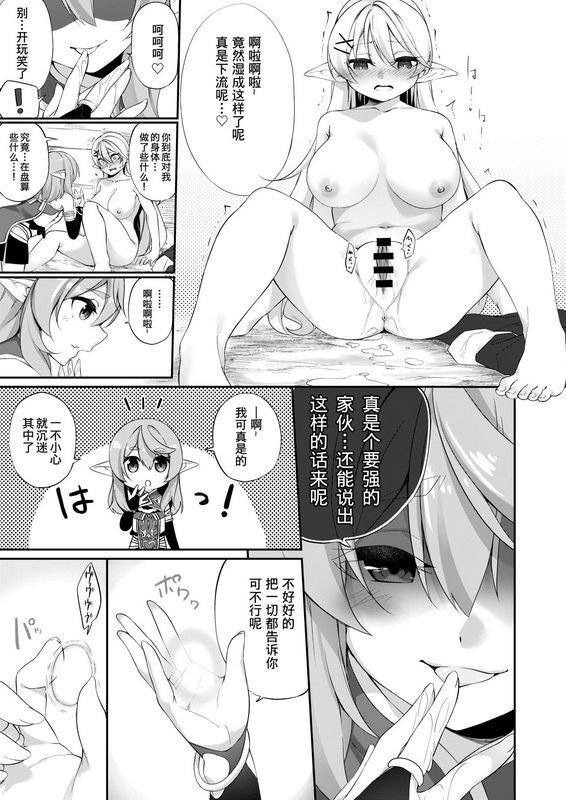 啊啦啊啦~
竟然湿成这样了呢
真是下流呢…♡
呵呵呵♡
别…开玩笑了
!
你到底对我
的身体…
做了些什么!
究竟…在盘算
些什么…!
………
啊啦啊啦~
真是个要强的
家伙…还能说出
这样的话来呢
—啊~
我可真是的
一不小心
就沉迷
其中了
は
っ!
不好好的
把一切都告诉你
可不行呢
ポウッ
パッ